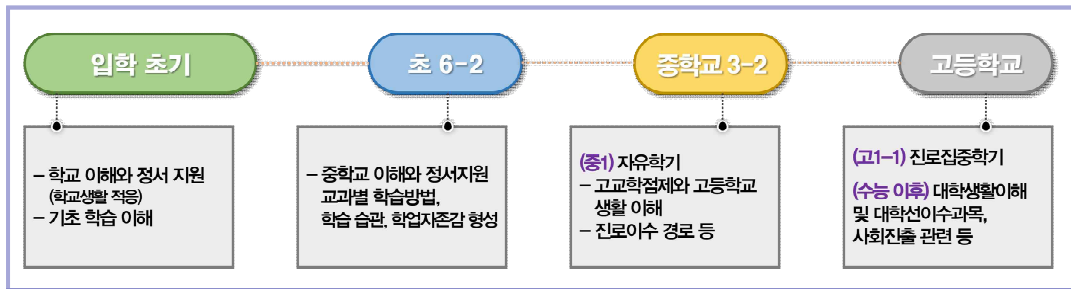 입학 초기
초 6-2
중학교 3-2
고등학교
- 학교 이해와 정서 지원
(학교생활 적응)
- 기초 학습 이해
- 중학교 이해와 정서지원
교과별 학습방법,
학습 습관, 학업자존감 형성
(중1) 자유학기
- 고교학점제와 고등학교
생활 이해
- 진로이수 경로 등
(고1-1) 진로집중학기
(수능 이후) 대학생활이해
및 대학선이수과목,
사회진출 관련 등